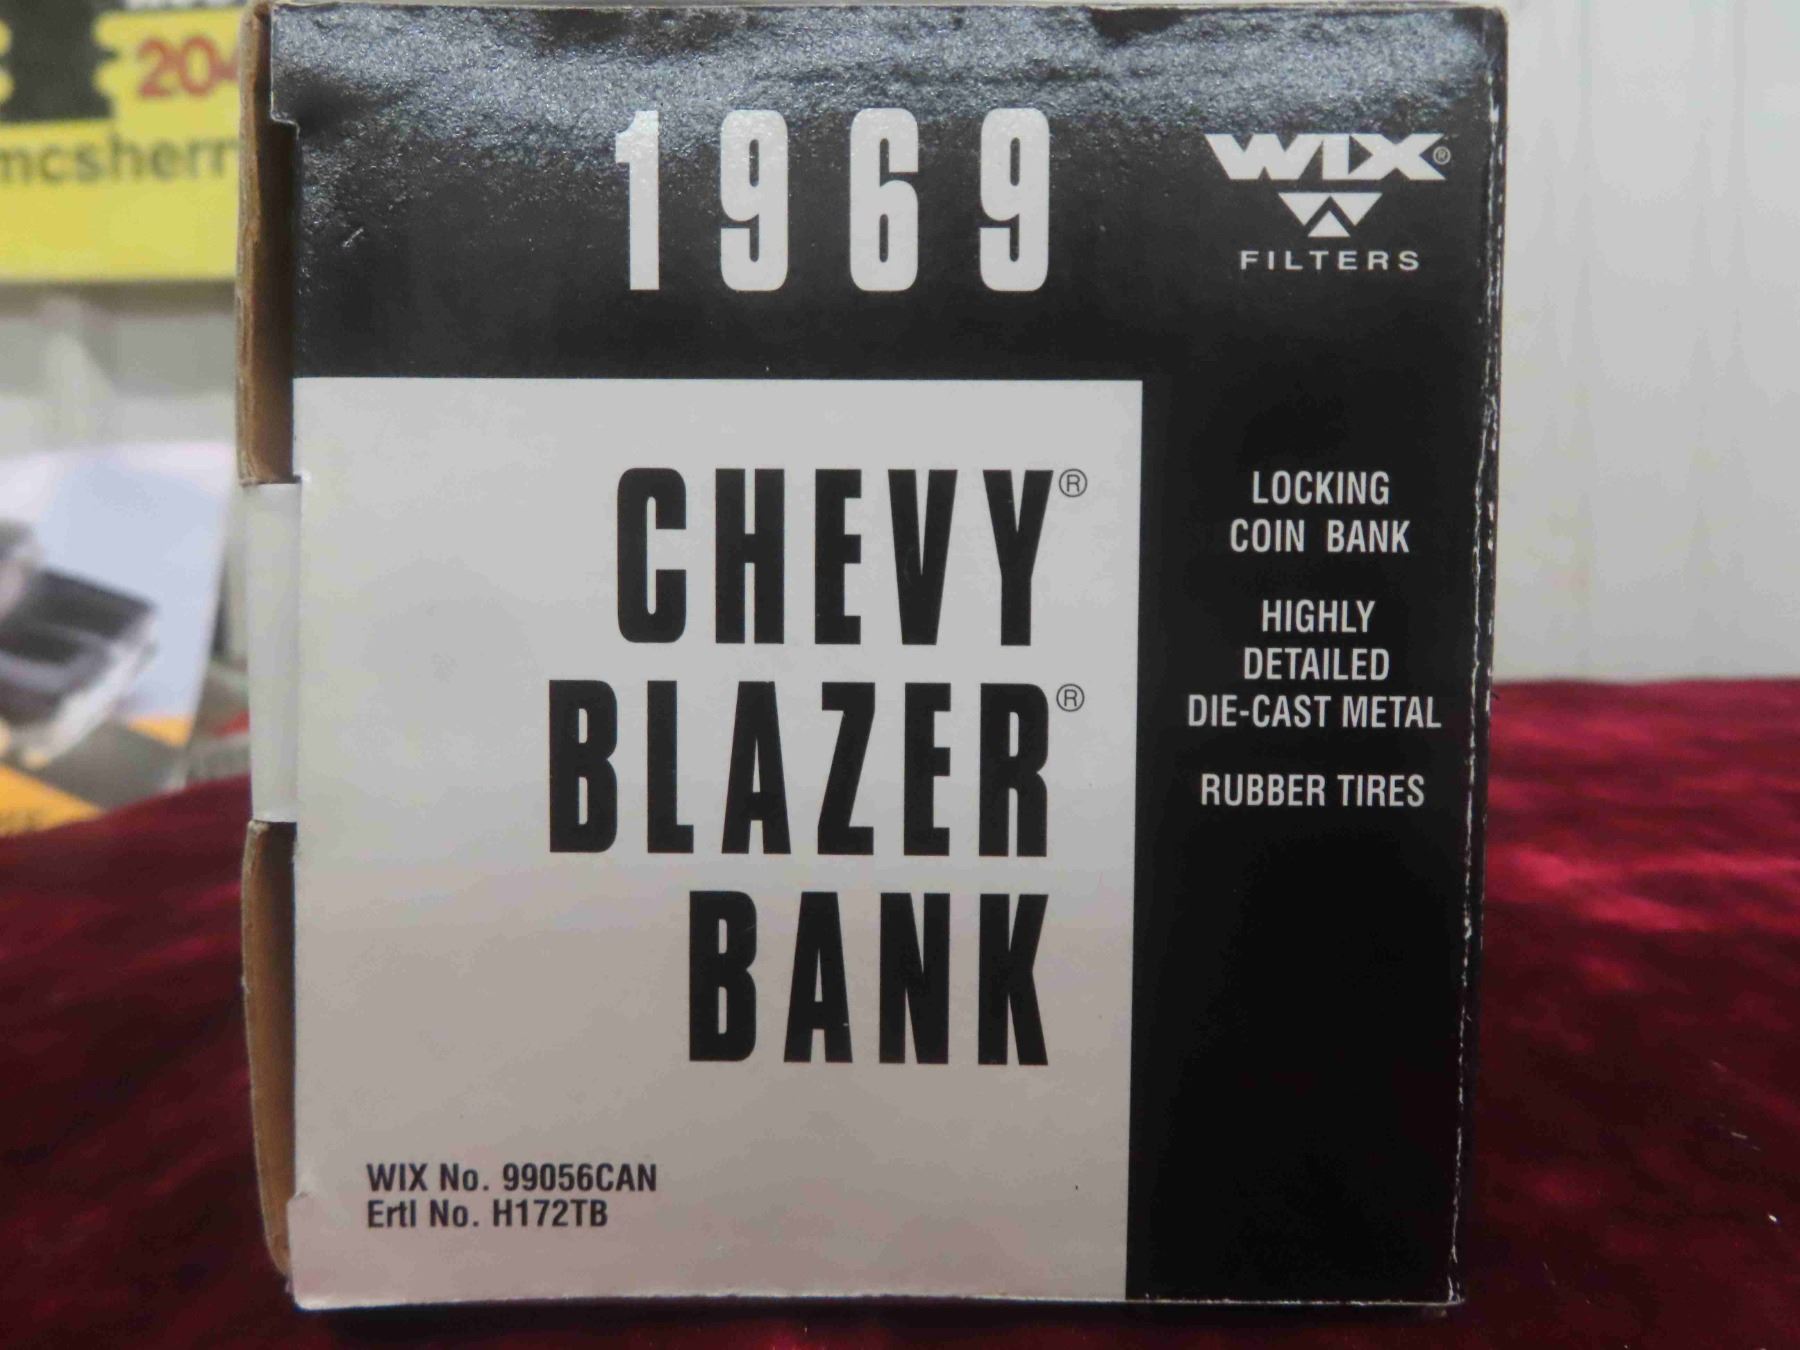 204
mcsherr
1969
WIX®
FILTERS
CHEVY®
BLAZER®
BANK
LOCKING
COIN BANK
HIGHLY
DETAILED
DIE-CAST METAL
RUBBER TIRES
WIX No. 99056CAN
Ertl No. H172TB